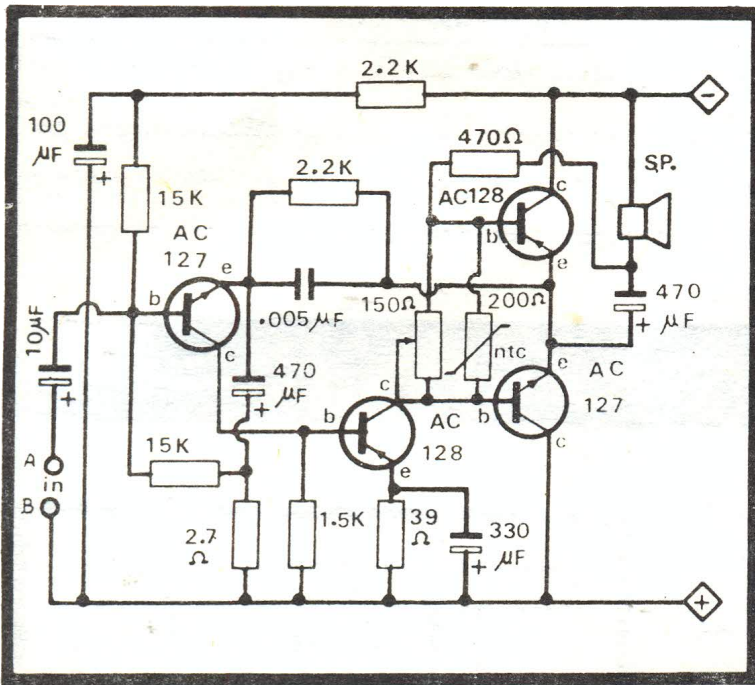 2.2K
-
100
µF
+
470Ω
S.P.
2.2K
AC128
c
15K
b
AC
127
e
e
b
.005µF
150Ω
200Ω
470
µF
+
10µF
+
c
470
µF
+
ntc
e
AC
c
127
b
AC
b
128
c
15K
A
in
B
e
2.7
Ω
1.5K
39
Ω
330
µF
+
+